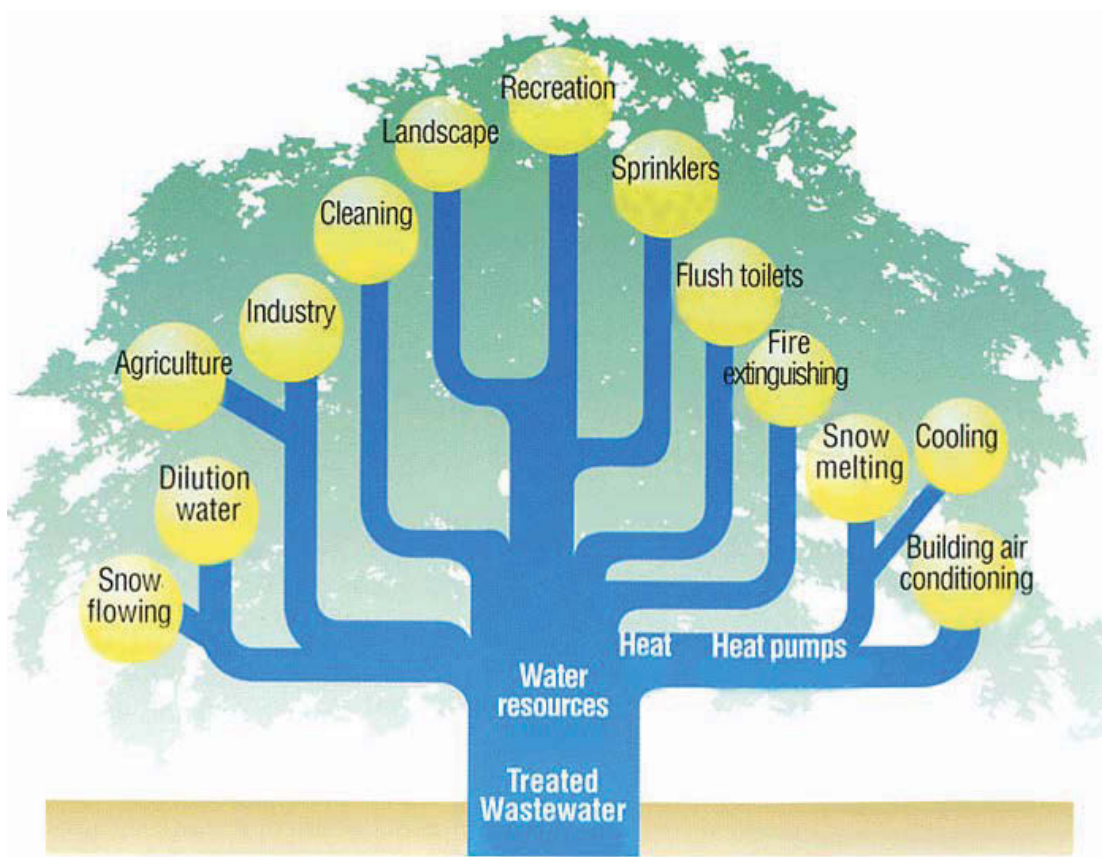 Recreation
Landscape
Sprinklers
Cleaning
Flush toilets
Industry
Fire
extinguishing
Agriculture
Snow
melting
Cooling
Dilution
water
Building air
conditioning
Snow
flowing
Heat
Heat pumps
Water
resources
Treated
Wastewater